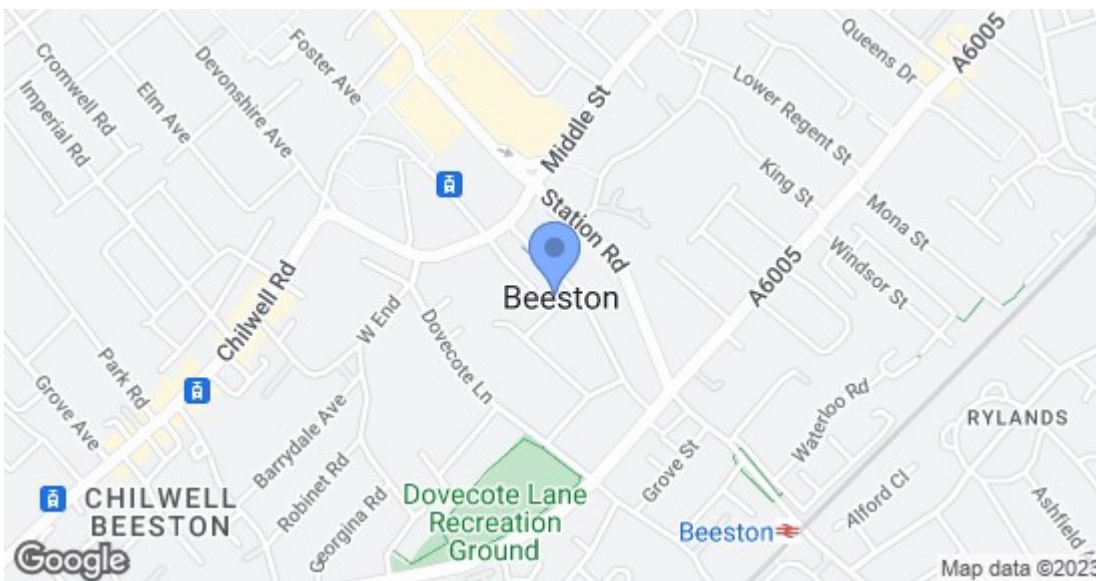 Cromwell Rd
Imperial Rd
Elm Ave
Devonshire Ave
Foster Ave
Middle St
Queens Dr
A6005
Lower Regent St
King St
Mona St
Windsor St
Station Rd
Beeston
A6005
Chilwell Rd
W End
Dovecote Ln
Park Rd
Grove Ave
Barrydale Ave
Robinet Rd
Georgina Rd
Waterloo Rd
RYLANDS
Grove St
Alford Cl
CHILWELL
BEESTON
Dovecote Lane
Recreation
Ground
Beeston
Ashfield
Google
Map data ©2023